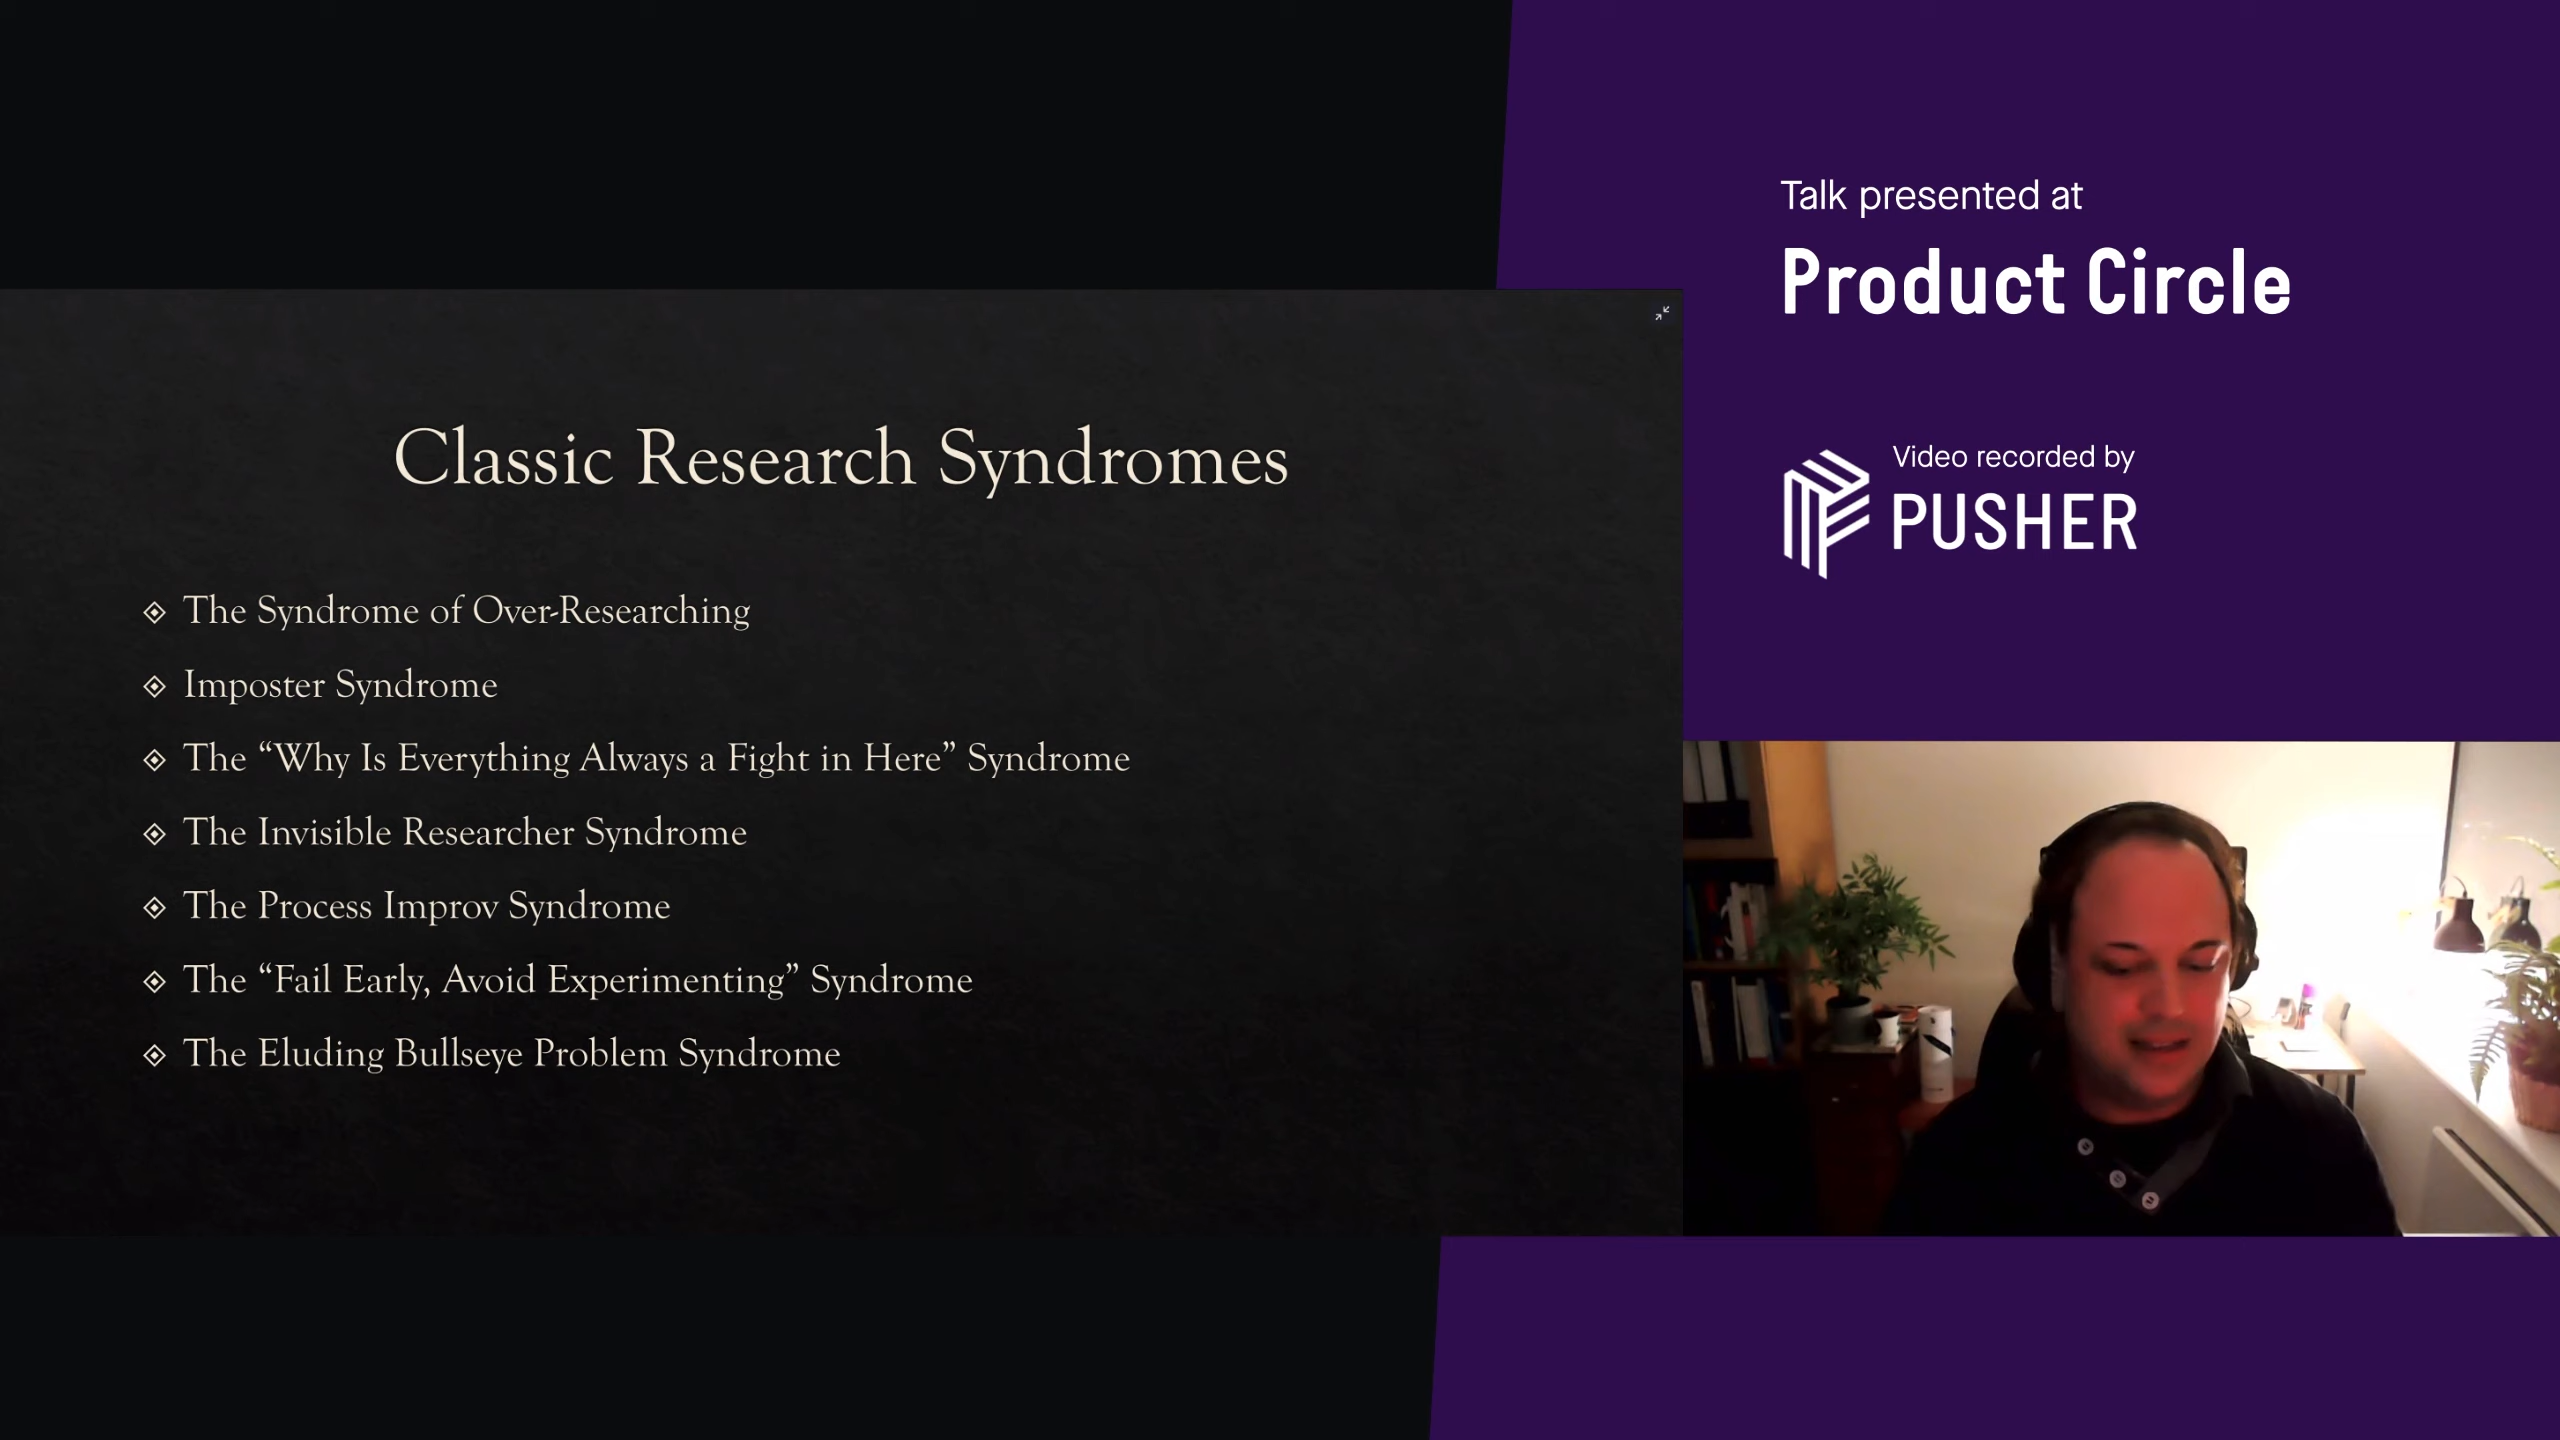 Classic Research Syndromes
The Syndrome of Over-Researching
Imposter Syndrome
The “Why Is Everything Always a Fight in Here” Syndrome
The Invisible Researcher Syndrome
The Process Improv Syndrome
The “Fail Early, Avoid Experimenting” Syndrome
The Eluding Bullseye Problem Syndrome
Talk presented at
Product Circle
Video recorded by
PUSHER